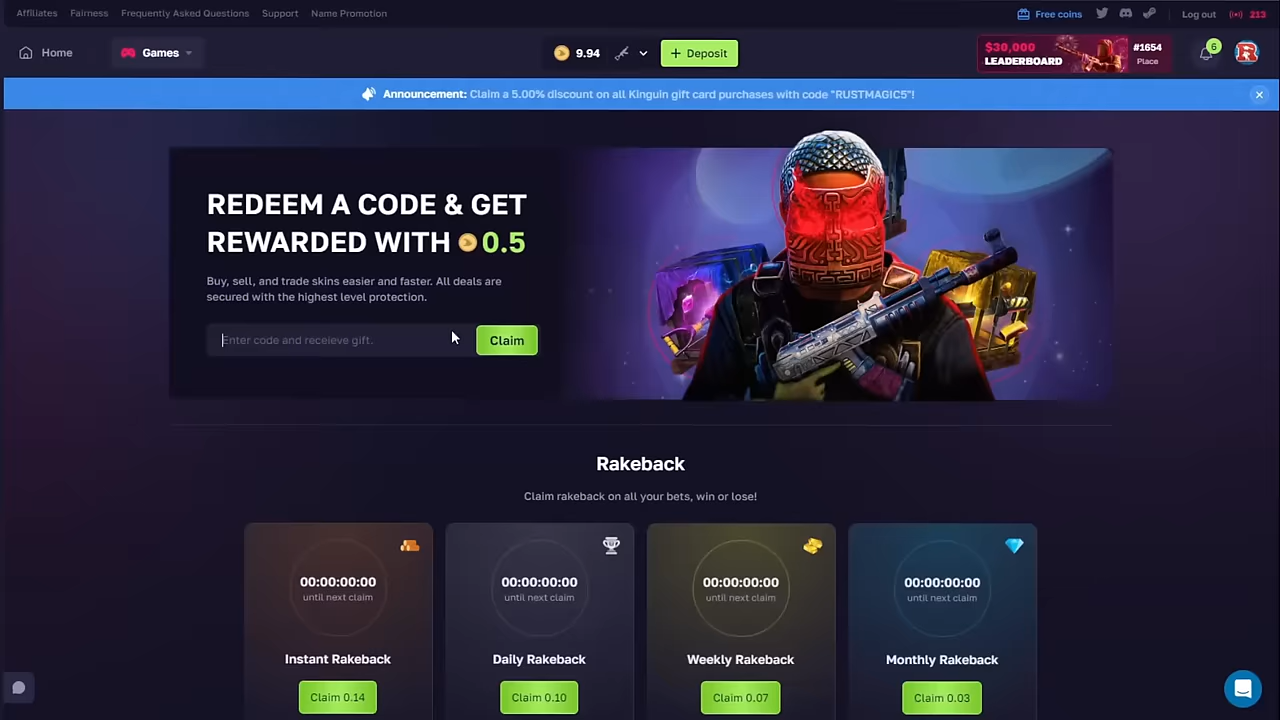 Affiliates Fairness Frequently Asked Questions Support Name Promotion Free coins Log out 213
Home Games 9.94 + Deposit $30,000 LEADERBOARD #1654 Place 6
Announcement: Claim a 5.00% discount on all Kinguin gift card purchases with code "RUSTMAGIC5"!
REDEEM A CODE & GET
REWARDED WITH 0.5
Buy, sell, and trade skins easier and faster. All deals are
secured with the highest level protection.
Enter code and receieve gift. Claim
Rakeback
Claim rakeback on all your bets, win or lose!
00:00:00:00 00:00:00:00 00:00:00:00 00:00:00:00
until next claim until next claim until next claim until next claim
Instant Rakeback Daily Rakeback Weekly Rakeback Monthly Rakeback
Claim 0.14 Claim 0.10 Claim 0.07 Claim 0.03